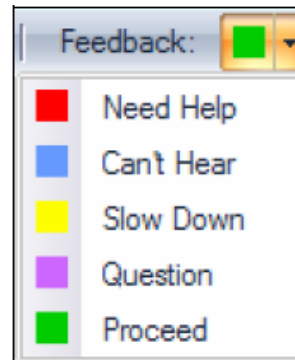 Feedback:
Need Help
Can't Hear
Slow Down
Question
Proceed